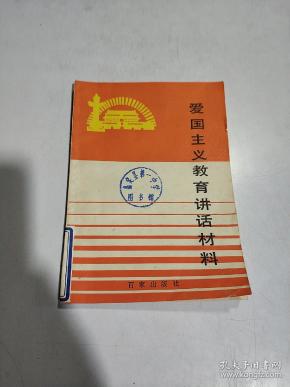 爱国主义教育讲话材料
图书馆
百家出版社
孔夫子旧书网